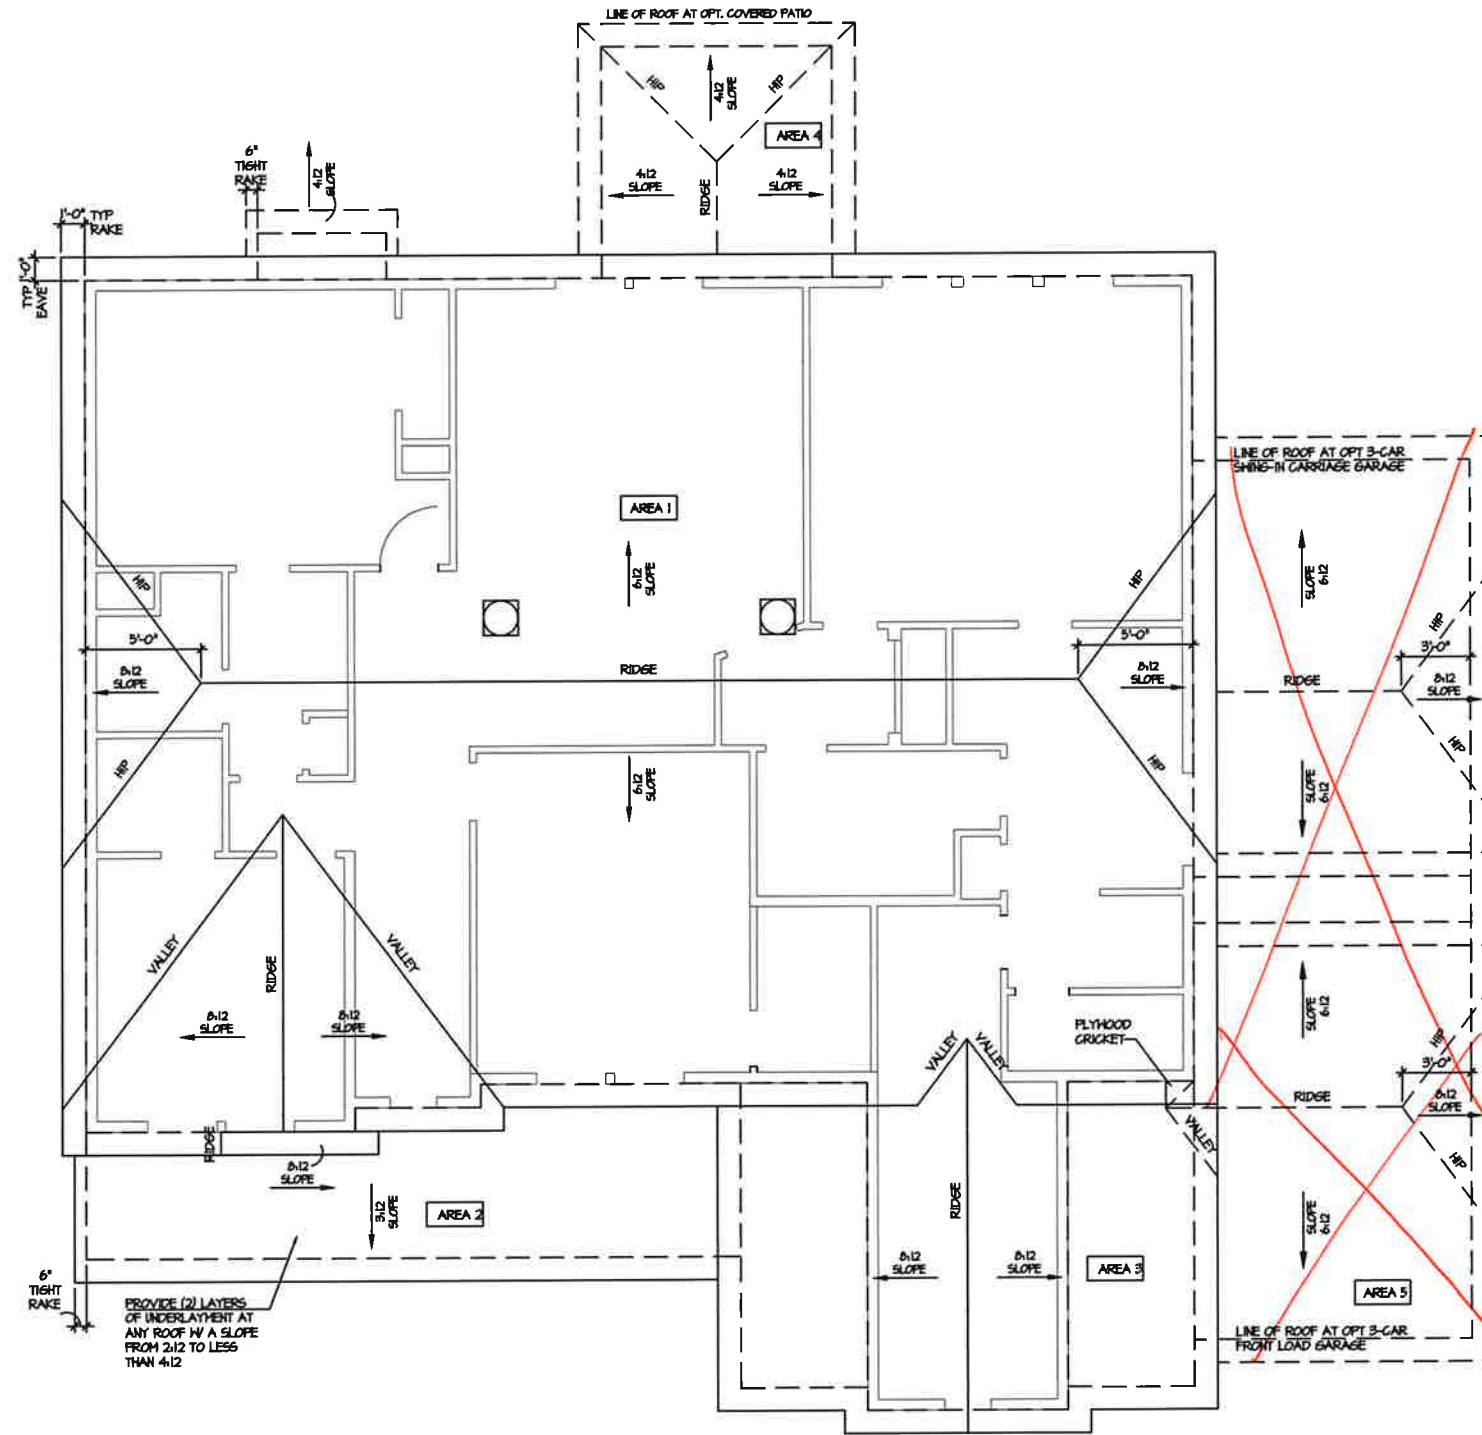 LINE OF ROOF AT OPT. COVERED PATIO
HIP
HIP
4:12
SLOPE
AREA 4
6"
TIGHT
RAKE
4:12
SLOPE
4:12
SLOPE
4:12
SLOPE
RIDGE
1'-0" TYP
RAKE
1'-0"
TYP
EAVE
LINE OF ROOF AT OPT 3-CAR
SWING-IN CARRIAGE GARAGE
AREA 1
6:12
SLOPE
SLOPE
6:12
HIP
HIP
HIP
5'-0"
5'-0"
3'-0"
8:12
SLOPE
RIDGE
8:12
SLOPE
RIDGE
8:12
SLOPE
HIP
HIP
HIP
6:12
SLOPE
SLOPE
6:12
VALLEY
VALLEY
RIDGE
8:12
SLOPE
8:12
SLOPE
SLOPE
6:12
PLYWOOD
CRICKET
VALLEY
VALLEY
HIP
3'-0"
RIDGE
8:12
SLOPE
VALLEY
HIP
RIDGE
8:12
SLOPE
3:12
SLOPE
AREA 2
RIDGE
SLOPE
6:12
8:12
SLOPE
8:12
SLOPE
AREA 3
AREA 5
6"
TIGHT
RAKE
PROVIDE (2) LAYERS
OF UNDERLAYMENT AT
ANY ROOF W/ A SLOPE
FROM 2:12 TO LESS
THAN 4:12
LINE OF ROOF AT OPT 3-CAR
FRONT LOAD GARAGE